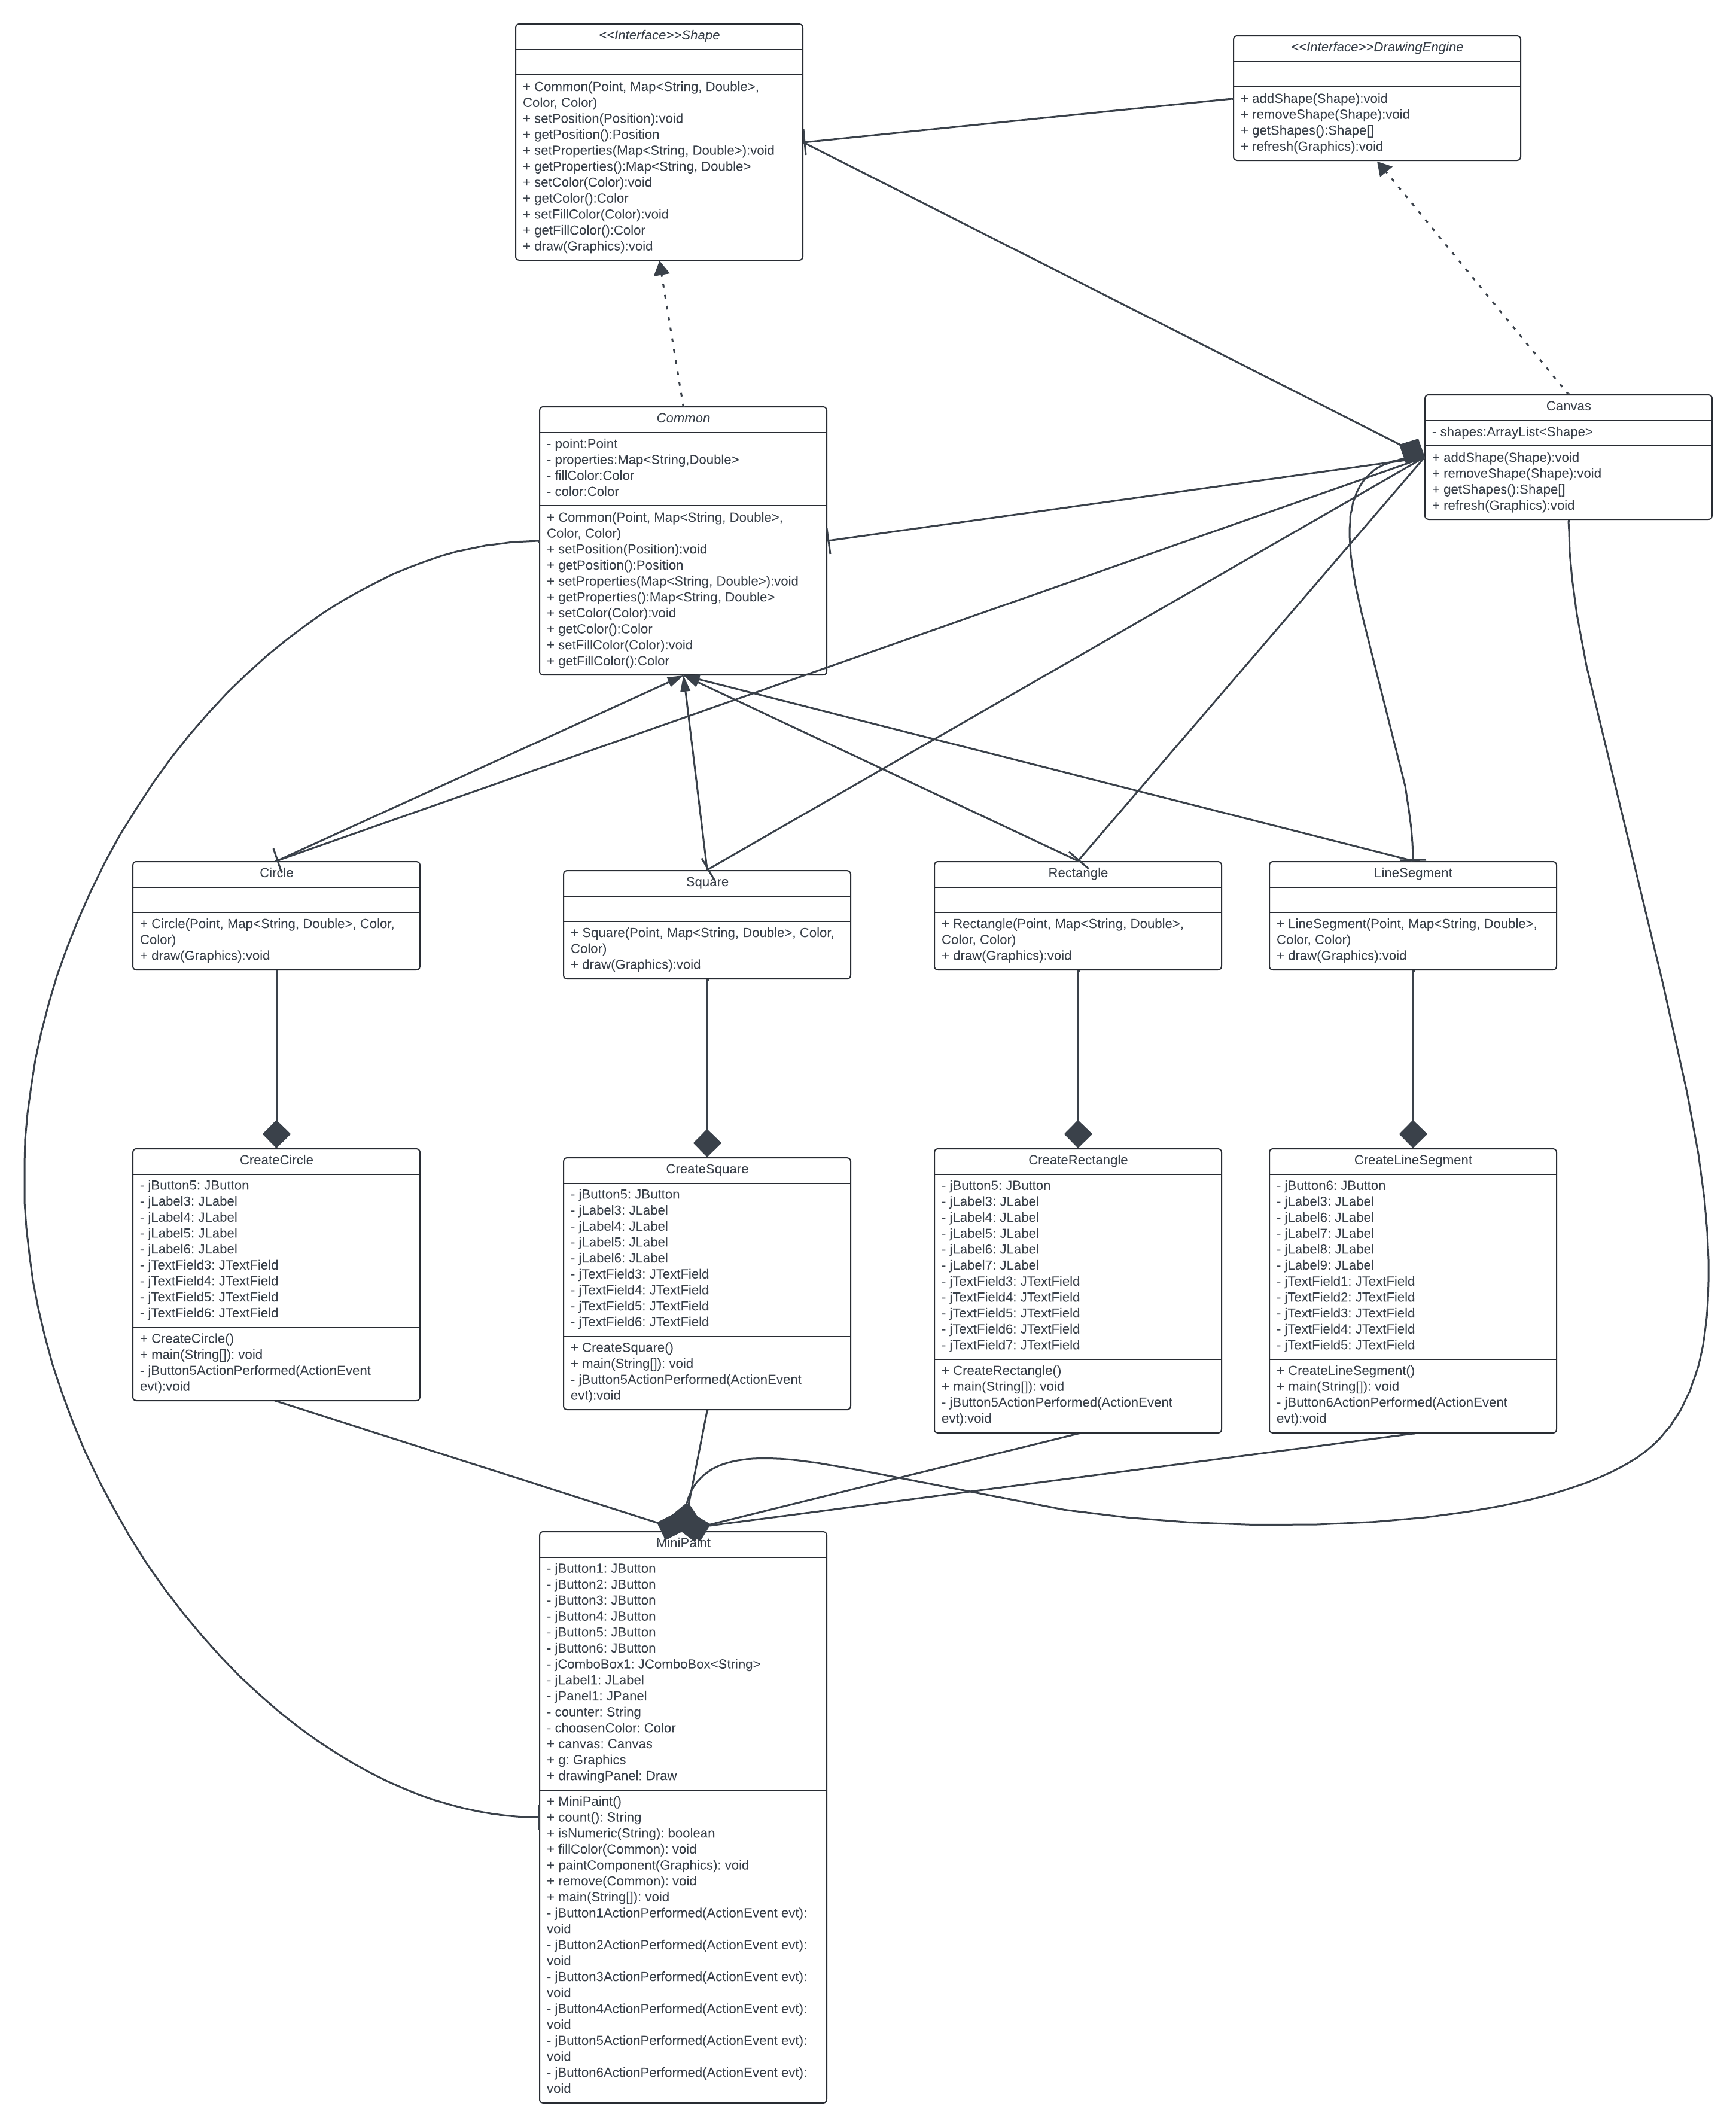 <<Interface>>Shape
+ Common(Point, Map<String, Double>,
Color, Color)
+ setPosition(Position):void
+ getPosition():Position
+ setProperties(Map<String, Double>):void
+ getProperties():Map<String, Double>
+ setColor(Color):void
+ getColor():Color
+ setFillColor(Color):void
+ getFillColor():Color
+ draw(Graphics):void
<<Interface>>DrawingEngine
+ addShape(Shape):void
+ removeShape(Shape):void
+ getShapes():Shape[]
+ refresh(Graphics):void
Common
- point:Point
- properties:Map<String,Double>
- fillColor:Color
- color:Color
+ Common(Point, Map<String, Double>,
Color, Color)
+ setPosition(Position):void
+ getPosition():Position
+ setProperties(Map<String, Double>):void
+ getProperties():Map<String, Double>
+ setColor(Color):void
+ getColor():Color
+ setFillColor(Color):void
+ getFillColor():Color
Canvas
- shapes:ArrayList<Shape>
+ addShape(Shape):void
+ removeShape(Shape):void
+ getShapes():Shape[]
+ refresh(Graphics):void
Circle
+ Circle(Point, Map<String, Double>, Color,
Color)
+ draw(Graphics):void
Square
+ Square(Point, Map<String, Double>, Color,
Color)
+ draw(Graphics):void
Rectangle
+ Rectangle(Point, Map<String, Double>,
Color, Color)
+ draw(Graphics):void
LineSegment
+ LineSegment(Point, Map<String, Double>,
Color, Color)
+ draw(Graphics):void
CreateCircle
- jButton5: JButton
- jLabel3: JLabel
- jLabel4: JLabel
- jLabel5: JLabel
- jLabel6: JLabel
- jTextField3: JTextField
- jTextField4: JTextField
- jTextField5: JTextField
- jTextField6: JTextField
+ CreateCircle()
+ main(String[]): void
- jButton5ActionPerformed(ActionEvent
evt):void
CreateSquare
- jButton5: JButton
- jLabel3: JLabel
- jLabel4: JLabel
- jLabel5: JLabel
- jLabel6: JLabel
- jTextField3: JTextField
- jTextField4: JTextField
- jTextField5: JTextField
- jTextField6: JTextField
+ CreateSquare()
+ main(String[]): void
- jButton5ActionPerformed(ActionEvent
evt):void
CreateRectangle
- jButton5: JButton
- jLabel3: JLabel
- jLabel4: JLabel
- jLabel5: JLabel
- jLabel6: JLabel
- jLabel7: JLabel
- jTextField3: JTextField
- jTextField4: JTextField
- jTextField5: JTextField
- jTextField6: JTextField
- jTextField7: JTextField
+ CreateRectangle()
+ main(String[]): void
- jButton5ActionPerformed(ActionEvent
evt):void
CreateLineSegment
- jButton6: JButton
- jLabel3: JLabel
- jLabel6: JLabel
- jLabel7: JLabel
- jLabel8: JLabel
- jLabel9: JLabel
- jTextField1: JTextField
- jTextField2: JTextField
- jTextField3: JTextField
- jTextField4: JTextField
- jTextField5: JTextField
+ CreateLineSegment()
+ main(String[]): void
- jButton6ActionPerformed(ActionEvent
evt):void
MiniPaint
- jButton1: JButton
- jButton2: JButton
- jButton3: JButton
- jButton4: JButton
- jButton5: JButton
- jButton6: JButton
- jComboBox1: JComboBox<String>
- jLabel1: JLabel
- jPanel1: JPanel
- counter: String
- choosenColor: Color
+ canvas: Canvas
+ g: Graphics
+ drawingPanel: Draw
+ MiniPaint()
+ count(): String
+ isNumeric(String): boolean
+ fillColor(Common): void
+ paintComponent(Graphics): void
+ remove(Common): void
+ main(String[]): void
- jButton1ActionPerformed(ActionEvent evt):
void
- jButton2ActionPerformed(ActionEvent evt):
void
- jButton3ActionPerformed(ActionEvent evt):
void
- jButton4ActionPerformed(ActionEvent evt):
void
- jButton5ActionPerformed(ActionEvent evt):
void
- jButton6ActionPerformed(ActionEvent evt):
void